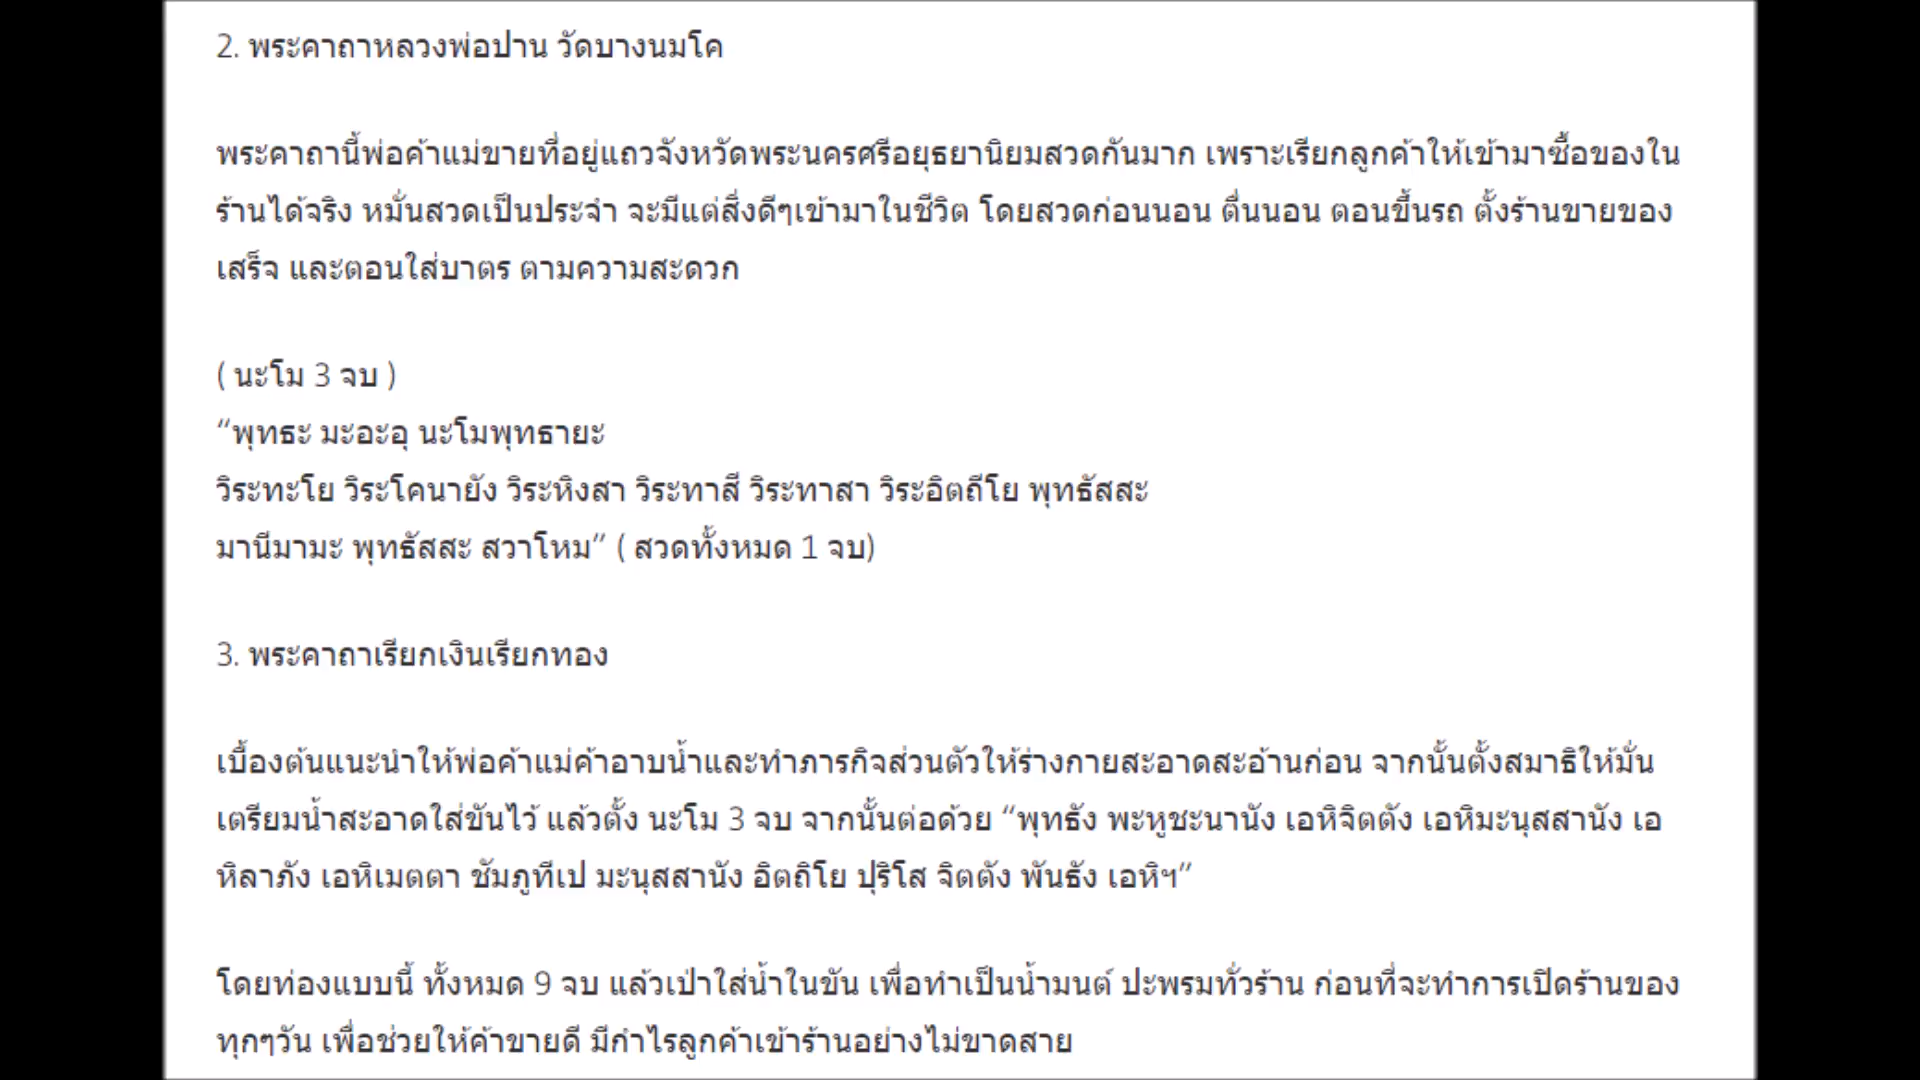 2. พระคาถาหลวงพ่อปาน วัดบางนมโค
พระคาถานี้พ่อค้าแม่ขายที่อยู่แถวจังหวัดพระนครศรีอยุธยานิยมสวดกันมาก เพราะเรียกลูกค้าให้เข้ามาซื้อของใน
ร้านได้จริง หมั่นสวดเป็นประจำ จะมีแต่สิ่งดีๆเข้ามาในชีวิต โดยสวดก่อนนอน ตื่นนอน ตอนขึ้นรถ ตั้งร้านขายของ
เสร็จ และตอนใส่บาตร ตามความสะดวก
( นะโม 3 จบ )
“พุทธะ มะอะอุ นะโมพุทธายะ
วิระทะโย วิระโคนายัง วิระหิงสา วิระทาสี วิระทาสา วิระอิตถีโย พุทธัสสะ
มานีมามะ พุทธัสสะ สวาโหม” ( สวดทั้งหมด 1 จบ)
3. พระคาถาเรียกเงินเรียกทอง
เบื้องต้นแนะนำให้พ่อค้าแม่ค้าอาบน้ำและทำภารกิจส่วนตัวให้ร่างกายสะอาดสะอ้านก่อน จากนั้นตั้งสมาธิให้มั่น
เตรียมน้ำสะอาดใส่ขันไว้ แล้วตั้ง นะโม 3 จบ จากนั้นต่อด้วย “พุทธัง พะหูชะนานัง เอหิจิตตัง เอหิมะนุสสานัง เอ
หิลาภัง เอหิเมตตา ชัมภูทีเป มะนุสสานัง อิตถิโย ปุริโส จิตตัง พันธัง เอหิฯ”
โดยท่องแบบนี้ ทั้งหมด 9 จบ แล้วเป่าใส่น้ำในขัน เพื่อทำเป็นน้ำมนต์ ปะพรมทั่วร้าน ก่อนที่จะทำการเปิดร้านของ
ทุกๆวัน เพื่อช่วยให้ค้าขายดี มีกำไรลูกค้าเข้าร้านอย่างไม่ขาดสาย